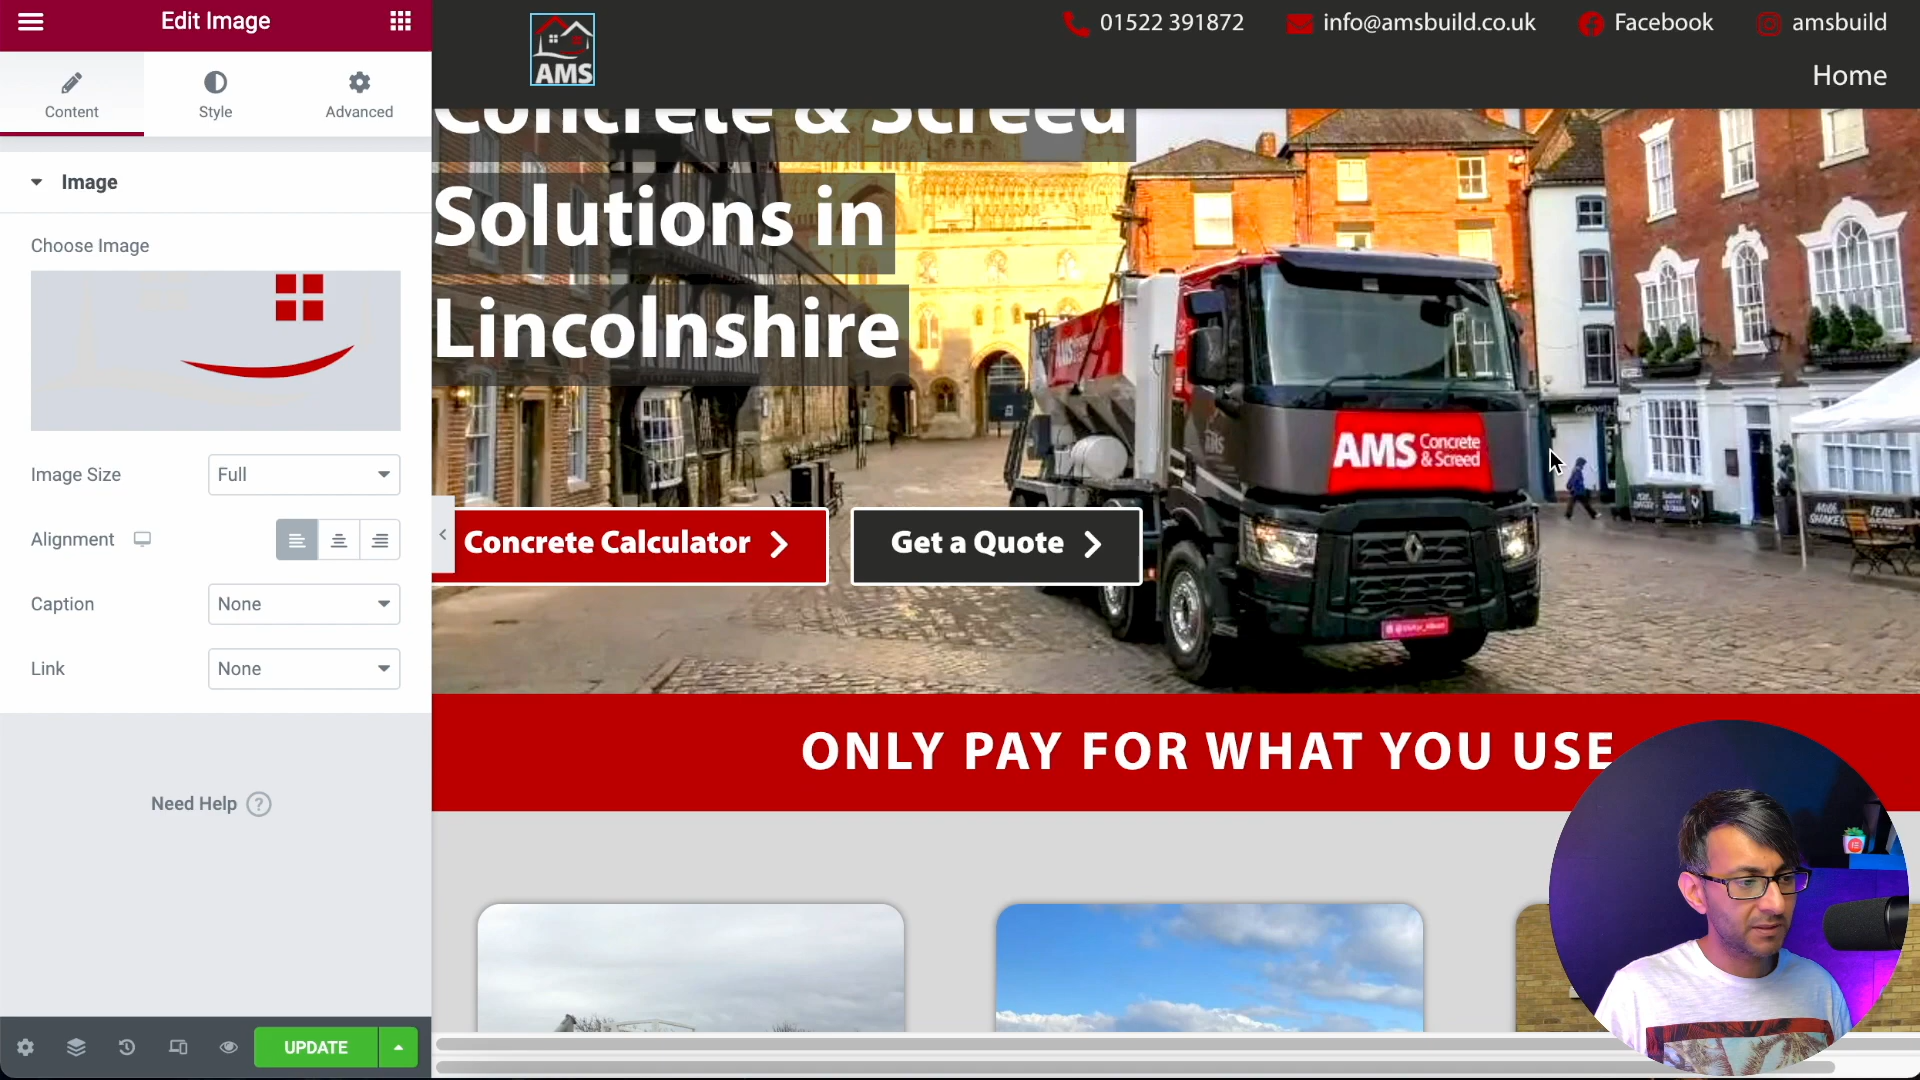 Edit Image
Content
Style
Advanced
Image
Choose Image
Image Size
Full
Alignment
Caption
None
Link
None
Need Help
?
UPDATE
AMS
01522 391872
info@amsbuild.co.uk
Facebook
amsbuild
Home
Concrete & Screed
Solutions in
Lincolnshire
AMS Concrete
& Screed
Concrete Calculator
Get a Quote
ONLY PAY FOR WHAT YOU USE